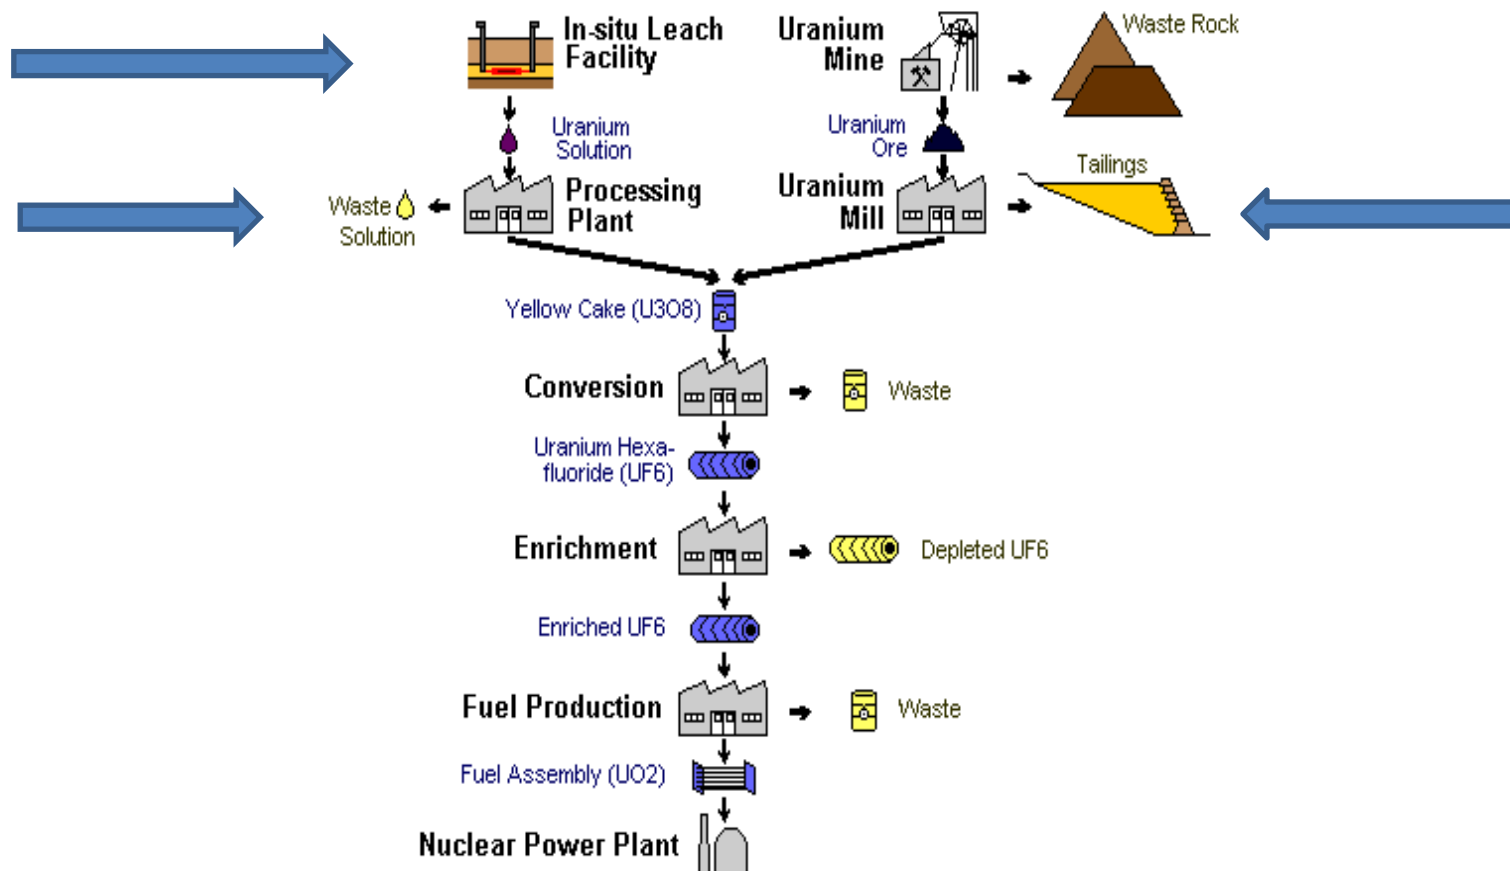 In-situ Leach
Facility
Uranium
Mine
Waste Rock
Uranium
Solution
Uranium
Ore
Tailings
Waste
Solution
Processing
Plant
Uranium
Mill
Yellow Cake (U3O8)
Conversion
Waste
Uranium Hexa-
fluoride (UF6)
Enrichment
Depleted UF6
Enriched UF6
Fuel Production
Waste
Fuel Assembly (UO2)
Nuclear Power Plant